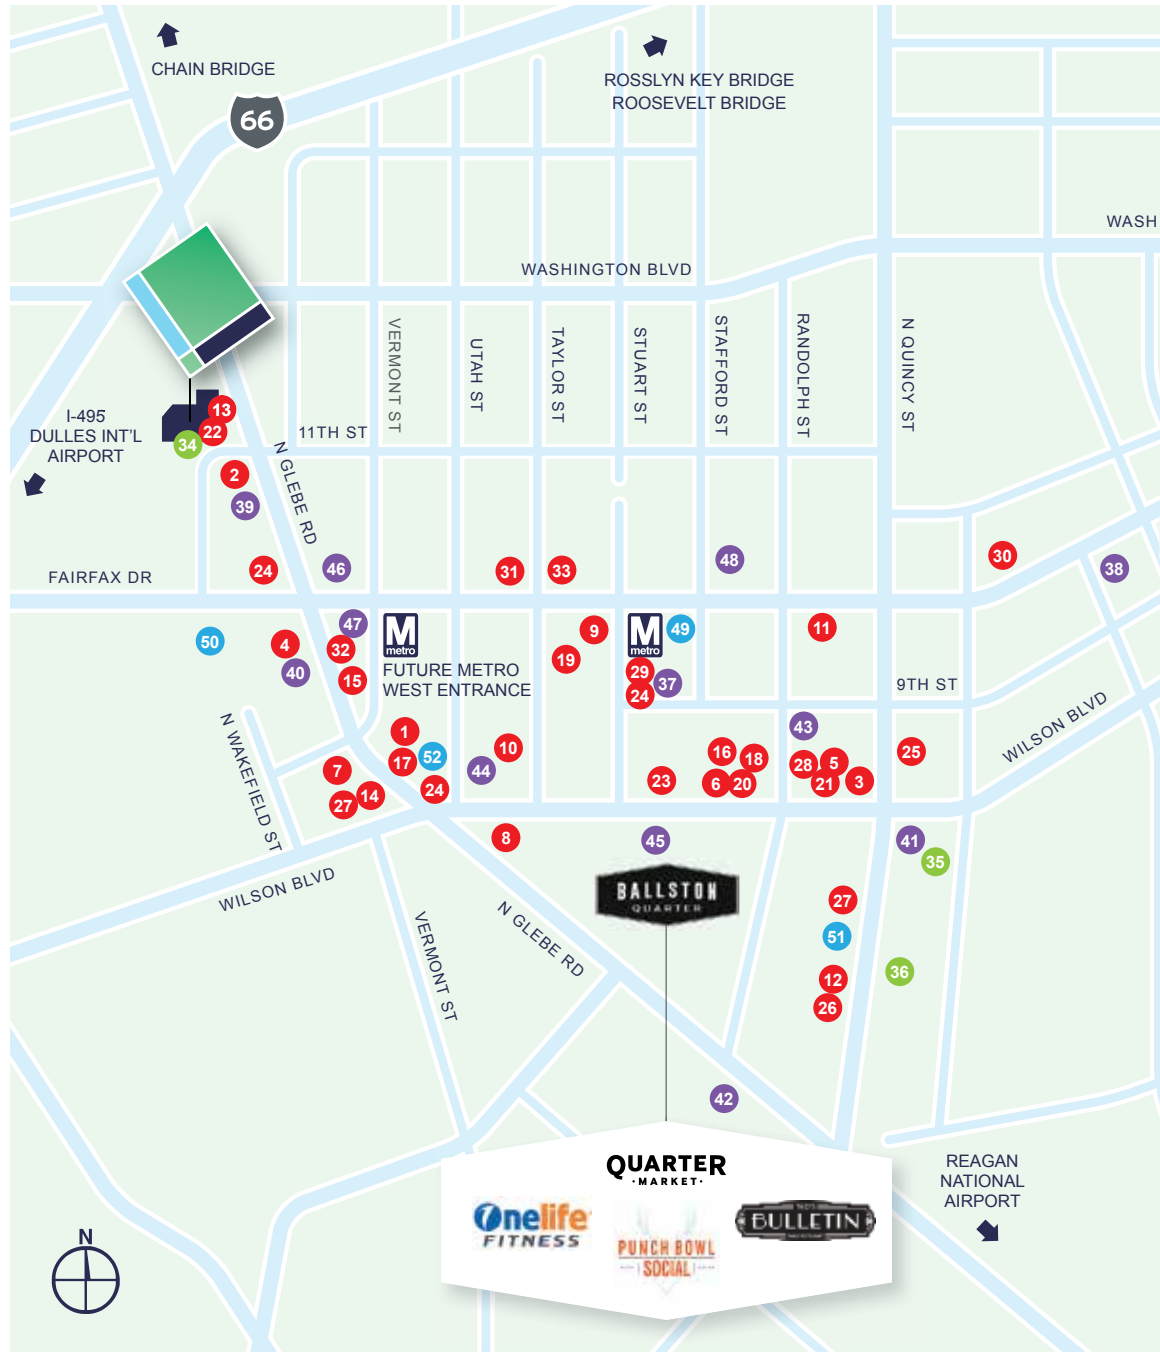 CHAIN BRIDGE
66
ROSSLYN KEY BRIDGE
ROOSEVELT BRIDGE
WASH
WASHINGTON BLVD
VERMONT ST
UTAH ST
TAYLOR ST
STUART ST
STAFFORD ST
RANDOLPH ST
N QUINCY ST
I-495
DULLES INT'L
AIRPORT
13
22
34
11TH ST
N GLEBE RD
2
39
24
46
31
33
48
30
38
FAIRFAX DR
50
4
40
47
32
15
M
metro
FUTURE METRO
WEST ENTRANCE
9
19
M
metro
49
29
37
24
11
9TH ST
WILSON BLVD
N WAKEFIELD ST
1
17
52
24
10
44
7
14
27
23
16
18
6
20
43
28
5
21
3
25
8
45
41
35
WILSON BLVD
BALLSTON
QUARTER
27
51
12
26
36
VERMONT ST
N GLEBE RD
42
QUARTER
·MARKET·
Onelife
FITNESS
PUNCH BOWL
SOCIAL
BULLETIN
REAGAN
NATIONAL
AIRPORT
N